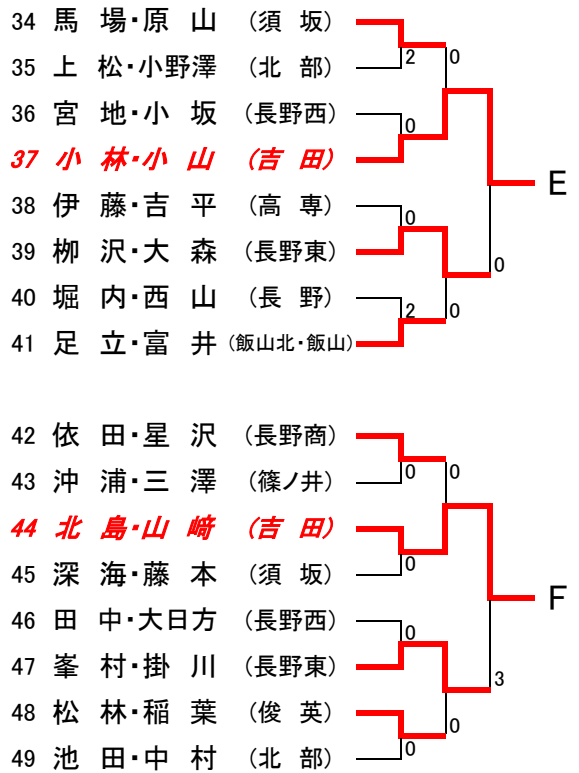 34 馬 場・原 山 (須 坂)
2 0
35 上 松・小野澤 (北 部)
36 宮 地・小 坂 (長野西)
0
37 小 林・小 山 (吉 田)
E
38 伊 藤・吉 平 (高 専)
0
39 栁 沢・大 森 (長野東)
0
40 堀 内・西 山 (長 野)
2 0
41 足 立・富 井 (飯山北・飯山)
42 依 田・星 沢 (長野商)
0 0
43 沖 浦・三 澤 (篠ノ井)
44 北 島・山 﨑 (吉 田)
0
45 深 海・藤 本 (須 坂)
F
46 田 中・大日方 (長野西)
0
47 峯 村・掛 川 (長野東)
3
48 松 林・稲 葉 (俊 英)
0 0
49 池 田・中 村 (北 部)